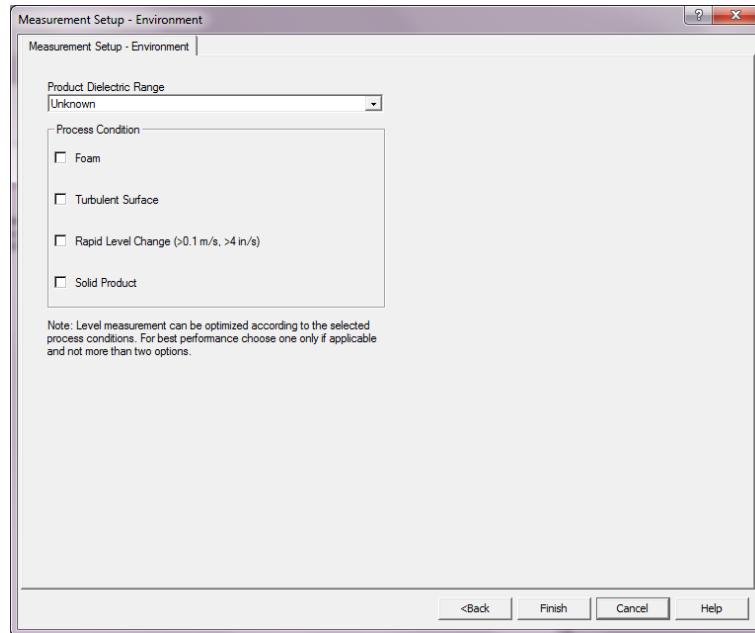 Measurement Setup - Environment
Measurement Setup - Environment
Product Dielectric Range
Unknown
Process Condition
Foam
Turbulent Surface
Rapid Level Change (>0.1 m/s, >4 in/s)
Solid Product
Note: Level measurement can be optimized according to the selected
process conditions. For best performance choose one only if applicable
and not more than two options.
<Back Finish Cancel Help